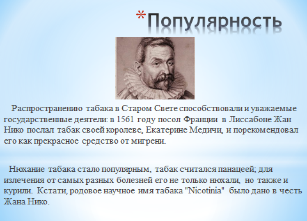 *Популярность
Распространению табака в Старом Свете способствовали и уважаемые
государственные деятели: в 1561 году посол Франции в Лиссабоне Жан
Нико послал табак своей королеве, Екатерине Медичи, и порекомендовал
его как прекрасное средство от мигрени.
Нюхание табака стало популярным, табак считался панацеей; для
излечения от самых разных болезней его не только нюхали, но также и
курили. Кстати, родовое научное имя табака "Nicotinia" было дано в честь
Жана Нико.